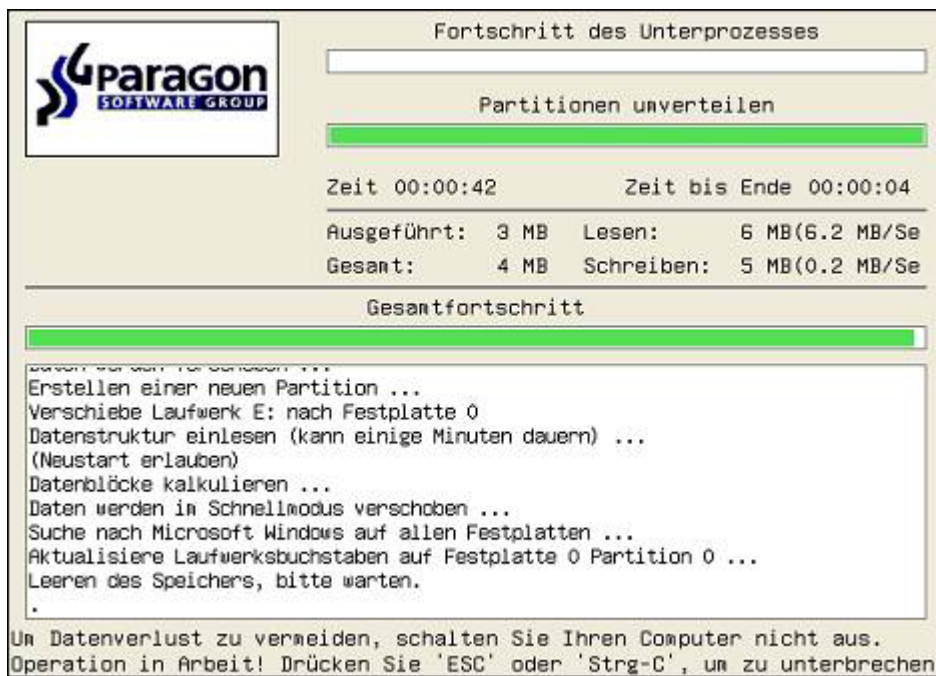 Paragon
SOFTWARE GROUP
Fortschritt des Unterprozesses
Partitionen umverteilen
Zeit 00:00:42 Zeit bis Ende 00:00:04
Ausgeführt: 3 MB Lesen: 6 MB(6.2 MB/Se
Gesamt: 4 MB Schreiben: 5 MB(0.2 MB/Se
Gesamtfortschritt
Daten werden verschoben ...
Erstellen einer neuen Partition ...
Verschiebe Laufwerk E: nach Festplatte 0
Datenstruktur einlesen (kann einige Minuten dauern) ...
(Neustart erlauben)
Datenblöcke kalkulieren ...
Daten werden im Schnellmodus verschoben ...
Suche nach Microsoft Windows auf allen Festplatten ...
Aktualisiere Laufwerksbuchstaben auf Festplatte 0 Partition 0 ...
Leeren des Speichers, bitte warten.
.
Um Datenverlust zu vermeiden, schalten Sie Ihren Computer nicht aus.
Operation in Arbeit! Drücken Sie 'ESC' oder 'Strg-C', um zu unterbrechen